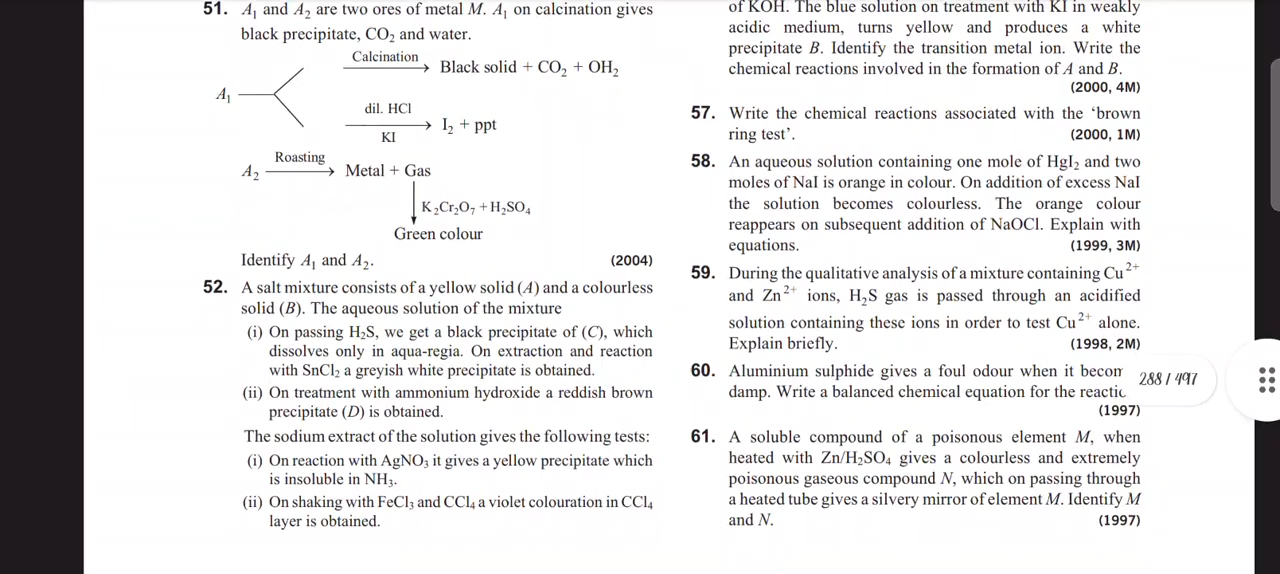 51. A₁ and A₂ are two ores of metal M. A₁ on calcination gives
black precipitate, CO₂ and water.
A₁
Calcination
Black solid + CO₂ + OH₂
dil. HCl
KI
I₂ + ppt
A₂
Roasting
Metal + Gas
K₂Cr₂O₇ + H₂SO₄
Green colour
Identify A₁ and A₂. (2004)
52. A salt mixture consists of a yellow solid (A) and a colourless
solid (B). The aqueous solution of the mixture
(i) On passing H₂S, we get a black precipitate of (C), which
dissolves only in aqua-regia. On extraction and reaction
with SnCl₂ a greyish white precipitate is obtained.
(ii) On treatment with ammonium hydroxide a reddish brown
precipitate (D) is obtained.
The sodium extract of the solution gives the following tests:
(i) On reaction with AgNO₃ it gives a yellow precipitate which
is insoluble in NH₃.
(ii) On shaking with FeCl₃ and CCl₄ a violet colouration in CCl₄
layer is obtained.
of KOH. The blue solution on treatment with KI in weakly
acidic medium, turns yellow and produces a white
precipitate B. Identify the transition metal ion. Write the
chemical reactions involved in the formation of A and B.
(2000, 4M)
57. Write the chemical reactions associated with the ‘brown
ring test’. (2000, 1M)
58. An aqueous solution containing one mole of HgI₂ and two
moles of NaI is orange in colour. On addition of excess NaI
the solution becomes colourless. The orange colour
reappears on subsequent addition of NaOCl. Explain with
equations. (1999, 3M)
59. During the qualitative analysis of a mixture containing Cu²⁺
and Zn²⁺ ions, H₂S gas is passed through an acidified
solution containing these ions in order to test Cu²⁺ alone.
Explain briefly. (1998, 2M)
60. Aluminium sulphide gives a foul odour when it becom
damp. Write a balanced chemical equation for the reactic
(1997)
61. A soluble compound of a poisonous element M, when
heated with Zn/H₂SO₄ gives a colourless and extremely
poisonous gaseous compound N, which on passing through
a heated tube gives a silvery mirror of element M. Identify M
and N. (1997)
288 / 497